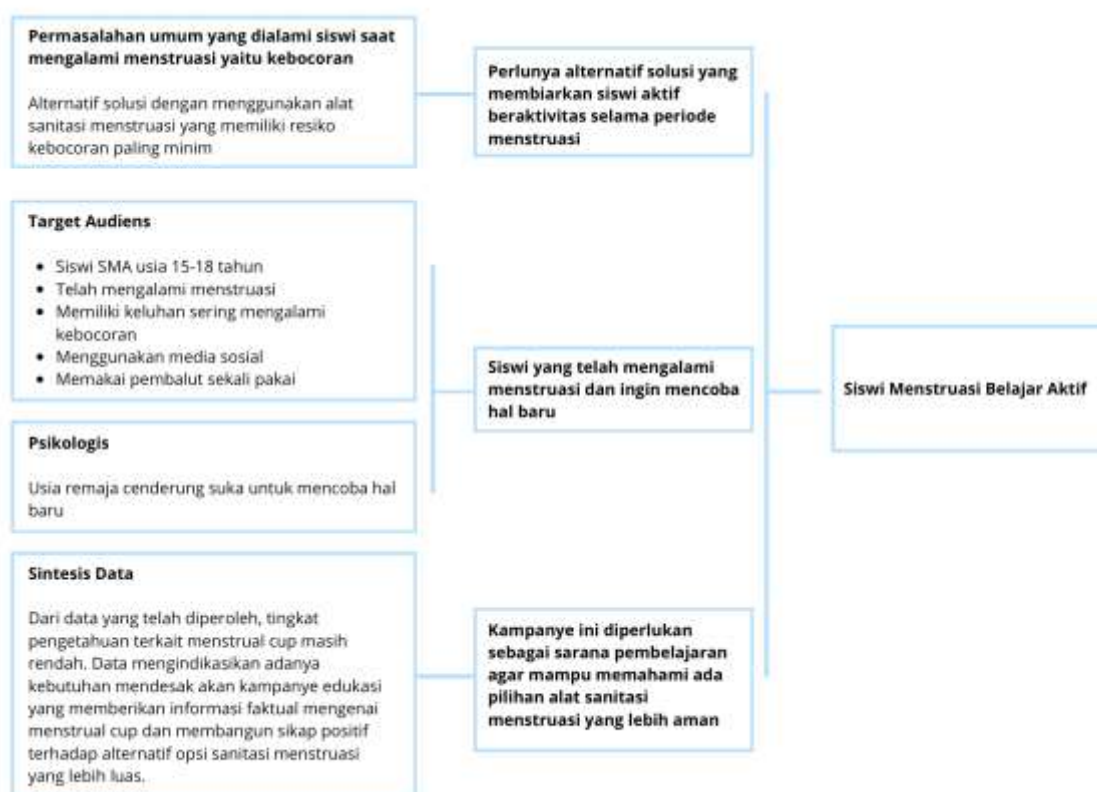 Permasalahan umum yang dialami siswi saat
mengalami menstruasi yaitu kebocoran
Alternatif solusi dengan menggunakan alat
sanitasi menstruasi yang memiliki resiko
kebocoran paling minim
Perlunya alternatif solusi yang
membiarkan siswi aktif
beraktivitas selama periode
menstruasi
Target Audiens
• Siswi SMA usia 15-18 tahun
• Telah mengalami menstruasi
• Memiliki keluhan sering mengalami
kebocoran
• Menggunakan media sosial
• Memakai pembalut sekali pakai
Psikologis
Usia remaja cenderung suka untuk mencoba hal
baru
Siswi yang telah mengalami
menstruasi dan ingin mencoba
hal baru
Sintesis Data
Dari data yang telah diperoleh, tingkat
pengetahuan terkait menstrual cup masih
rendah. Data mengindikasikan adanya
kebutuhan mendesak akan kampanye edukasi
yang memberikan informasi faktual mengenai
menstrual cup dan membangun sikap positif
terhadap alternatif opsi sanitasi menstruasi
yang lebih luas.
Kampanye ini diperlukan
sebagai sarana pembelajaran
agar mampu memahami ada
pilihan alat sanitasi
menstruasi yang lebih aman
Siswi Menstruasi Belajar Aktif